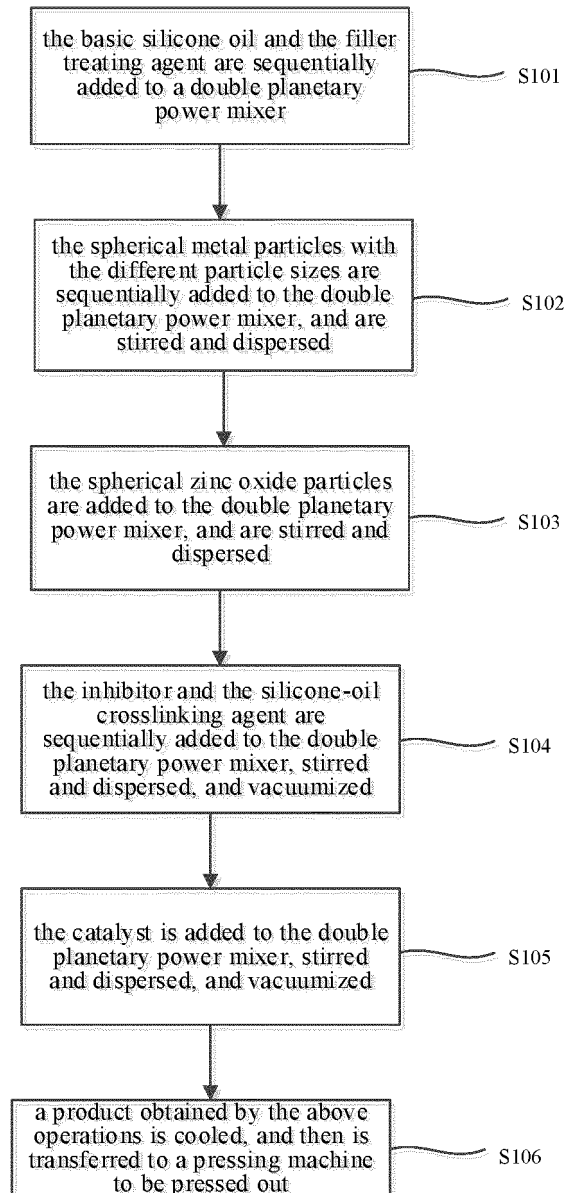 the basic silicone oil and the filler
treating agent are sequentially
added to a double planetary
power mixer
S101
the spherical metal particles with
the different particle sizes are
sequentially added to the double
planetary power mixer, and are
stirred and dispersed
S102
the spherical zinc oxide particles
are added to the double planetary
power mixer, and are stirred and
dispersed
S103
the inhibitor and the silicone-oil
crosslinking agent are
sequentially added to the double
planetary power mixer, stirred
and dispersed, and vacuumized
S104
the catalyst is added to the double
planetary power mixer, stirred
and dispersed, and vacuumized
S105
a product obtained by the above
operations is cooled, and then is
transferred to a pressing machine
to be pressed out
S106